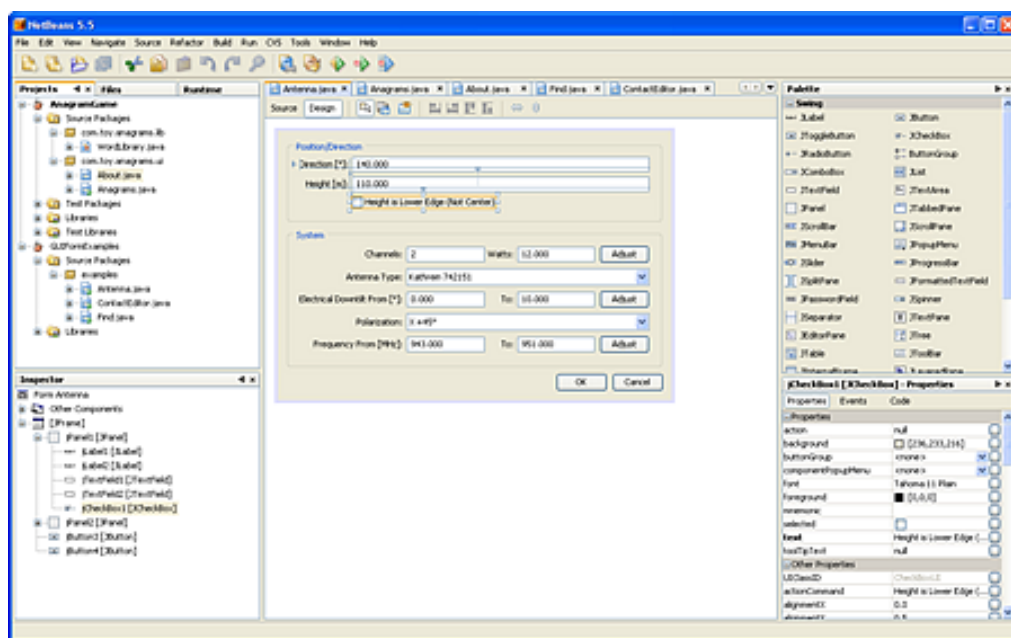 NetBeans 5.5
File Edit View Navigate Source Refactor Build Run CVS Tools Window Help
Projects Files Runtime
AnagramGame
Source Packages
com.toy.anagrams.lib
WordLibrary.java
com.toy.anagrams.ui
About.java
Anagrams.java
Test Packages
Libraries
Test Libraries
GUIFormExamples
Source Packages
examples
Antenna.java
ContactEditor.java
Find.java
Libraries
Inspector
Form Antenna
Other Components
[JFrame]
jPanel1 [JPanel]
jLabel1 [JLabel]
jLabel2 [JLabel]
jTextField1 [JTextField]
jTextField2 [JTextField]
jCheckBox1 [JCheckBox]
jPanel2 [JPanel]
jButton3 [JButton]
jButton4 [JButton]
Antenna.java Anagrams.java About.java Find.java ContactEditor.java
Source Design
Position/Direction
Direction [°]: 140.000
Height [m]: 110.000
Height is Lower Edge (Not Center)
System
Channels: 2 Watts: 12.000 Adjust
Antenna Type: Kathrein 742151
Electrical Downtilt From [°]: 0.000 To: 10.000 Adjust
Polarization: X +45°
Frequency From [MHz]: 943.000 To: 951.000 Adjust
OK Cancel
Palette
Swing
JLabel JButton
JToggleButton JCheckBox
JRadioButton ButtonGroup
JComboBox JList
JTextField JTextArea
JPanel JTabbedPane
JScrollBar JScrollPane
JMenuBar JPopupMenu
JSlider JProgressBar
JSplitPane JFormattedTextField
JPasswordField JSpinner
JSeparator JTextPane
JEditorPane JTree
JTable JToolBar
JInternalFrame JLayeredPane
jCheckBox1 [JCheckBox] - Properties
Properties Events Code
Properties
action null
background [236,233,216]
buttonGroup <none>
componentPopupMenu <none>
font Tahoma 11 Plain
foreground [0,0,0]
mnemonic
selected
text Height is Lower Edge (...
toolTipText null
Other Properties
UIClassID CheckBoxUI
actionCommand Height is Lower Edge (...
alignmentX 0.0
alignmentY 0.5